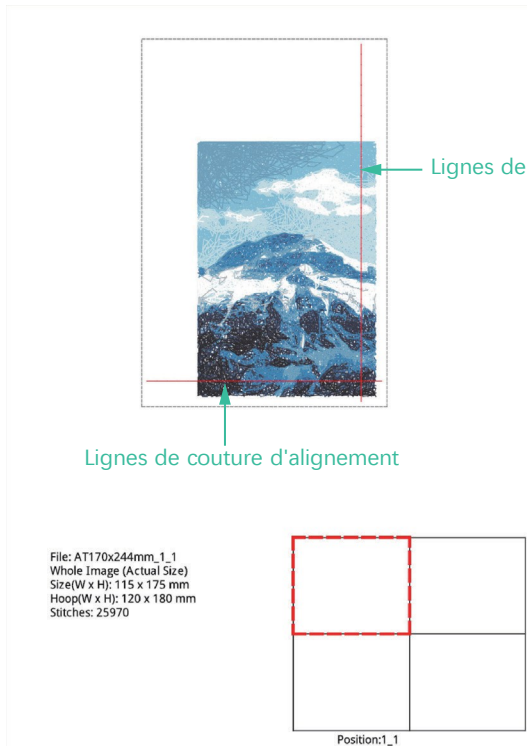 Lignes de
Lignes de couture d'alignement
File: AT170x244mm_1_1
Whole Image (Actual Size)
Size(W x H): 115 x 175 mm
Hoop(W x H): 120 x 180 mm
Stitches: 25970
Position:1_1